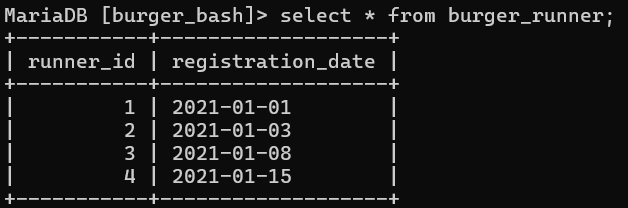 MariaDB [burger_bash]> select * from burger_runner;
+-----------+-------------------+
| runner_id | registration_date |
+-----------+-------------------+
|         1 | 2021-01-01        |
|         2 | 2021-01-03        |
|         3 | 2021-01-08        |
|         4 | 2021-01-15        |
+-----------+-------------------+